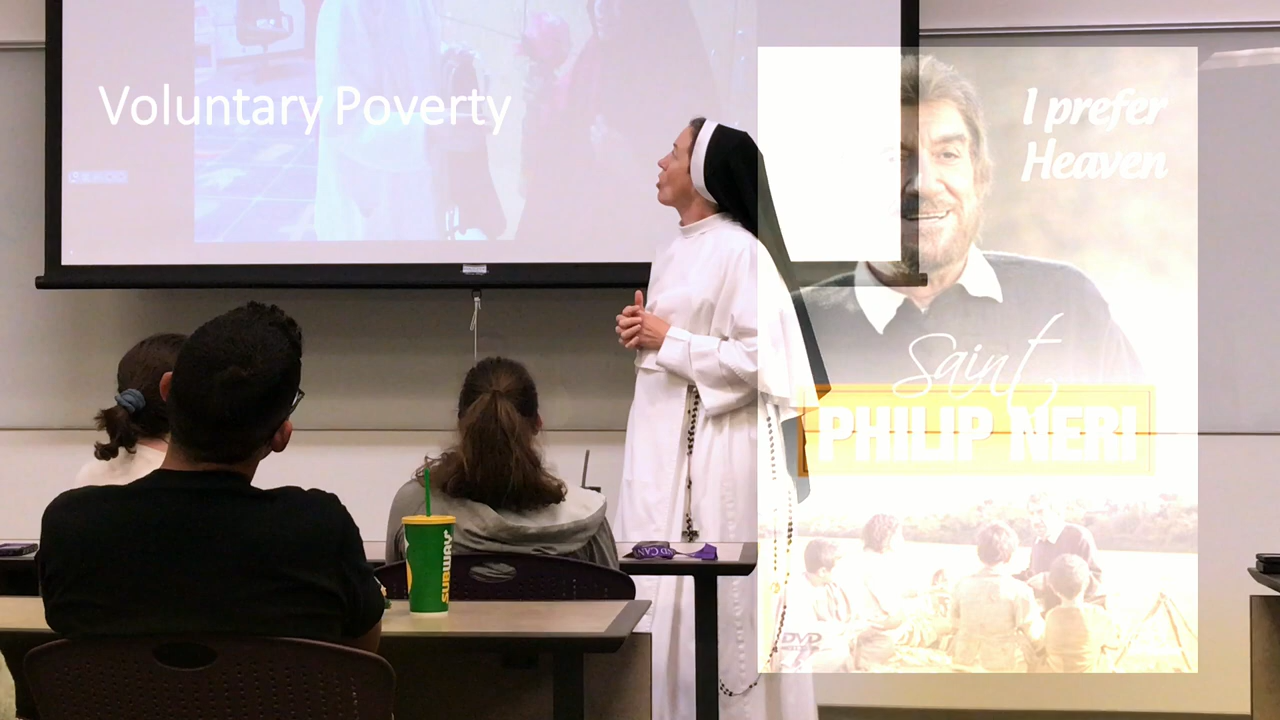 Voluntary Poverty
I prefer
Heaven
Saint
PHILIP NERI
SUBWAY
DVD